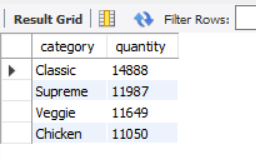 Result Grid Filter Rows:
category quantity
Classic 14888
Supreme 11987
Veggie 11649
Chicken 11050